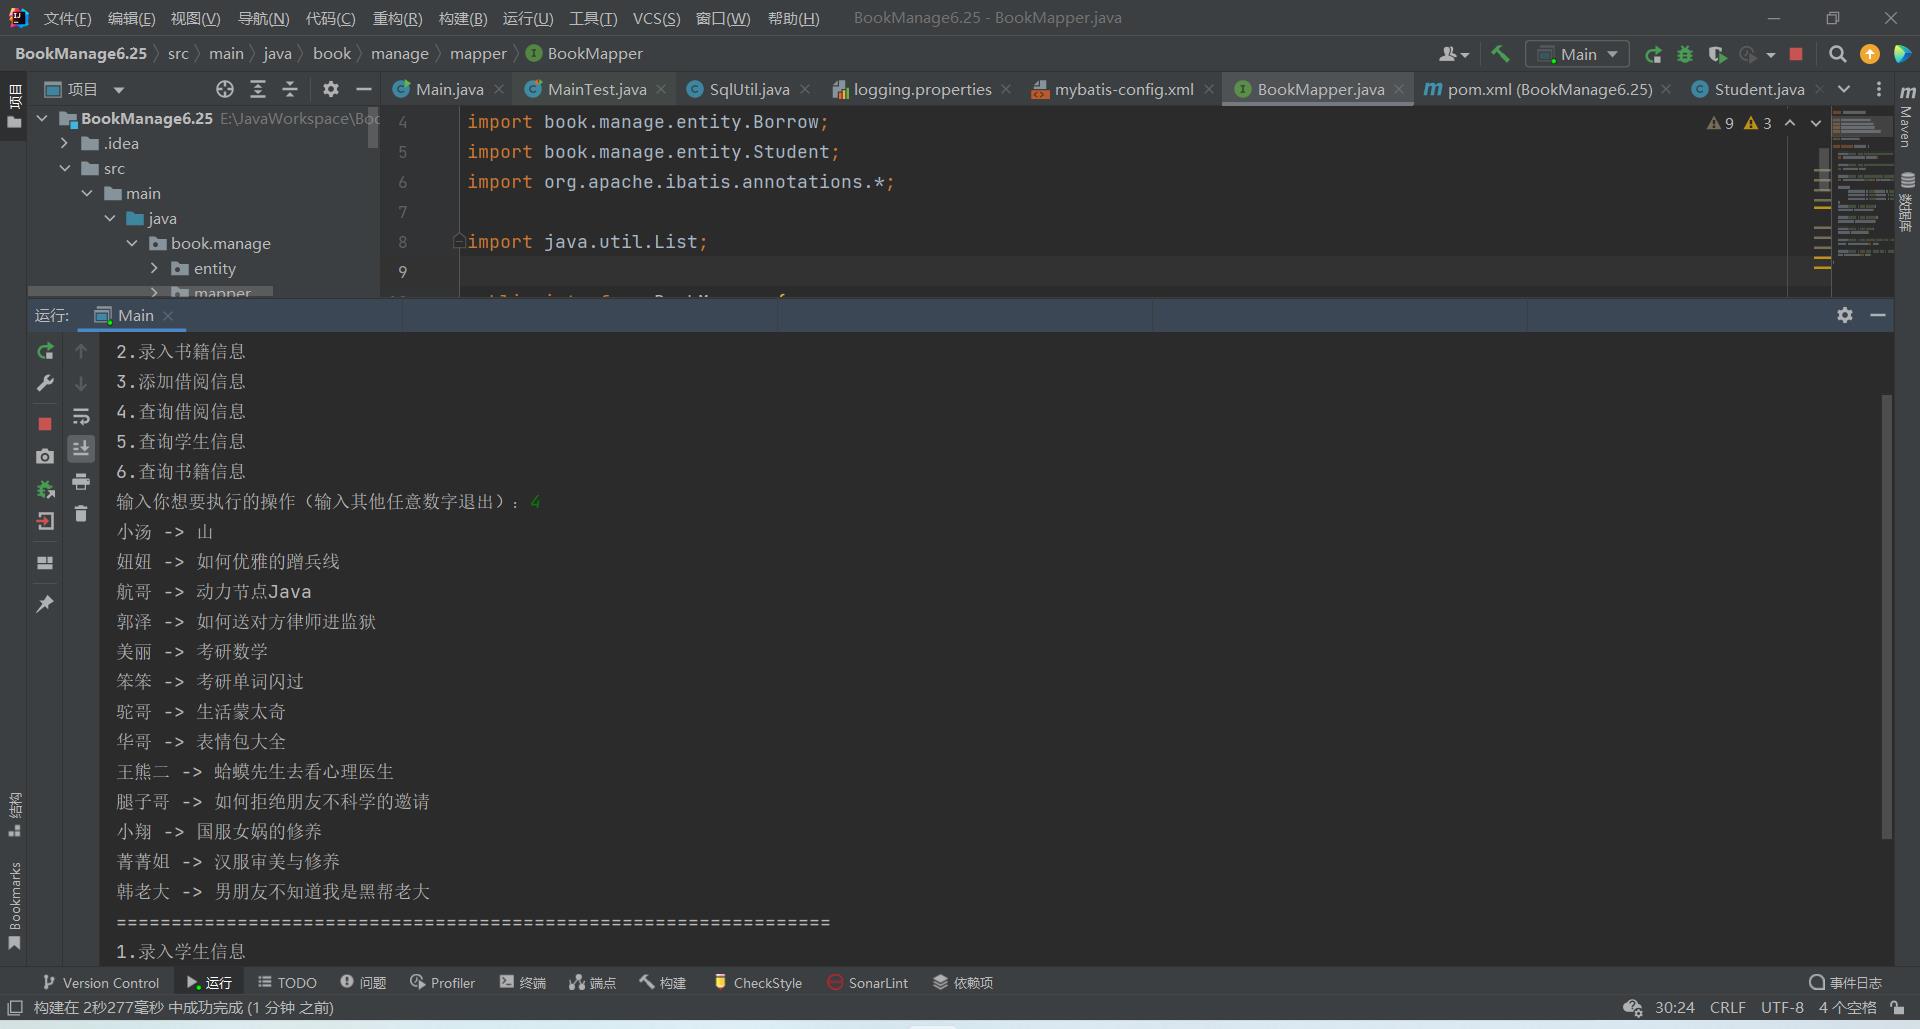 文件(F) 编辑(E) 视图(V) 导航(N) 代码(C) 重构(R) 构建(B) 运行(U) 工具(T) VCS(S) 窗口(W) 帮助(H) BookManage6.25 - BookMapper.java
BookManage6.25 src main java book manage mapper BookMapper Main
项目 Main.java MainTest.java SqlUtil.java logging.properties mybatis-config.xml BookMapper.java pom.xml (BookManage6.25) Student.java
项目
Maven
数据库
BookManage6.25 E:\JavaWorkspace\Boo
.idea
src
main
java
book.manage
entity
mapper
4 import book.manage.entity.Borrow;
5 import book.manage.entity.Student;
6 import org.apache.ibatis.annotations.*;
7
8 import java.util.List;
9
9 3
运行: Main
2.录入书籍信息
3.添加借阅信息
4.查询借阅信息
5.查询学生信息
6.查询书籍信息
输入你想要执行的操作（输入其他任意数字退出）：4
小汤 -> 山
妞妞 -> 如何优雅的蹭兵线
航哥 -> 动力节点Java
郭泽 -> 如何送对方律师进监狱
美丽 -> 考研数学
笨笨 -> 考研单词闪过
驼哥 -> 生活蒙太奇
华哥 -> 表情包大全
王熊二 -> 蛤蟆先生去看心理医生
腿子哥 -> 如何拒绝朋友不科学的邀请
小翔 -> 国服女娲的修养
菁菁姐 -> 汉服审美与修养
韩老大 -> 男朋友不知道我是黑帮老大
=================================================================
1.录入学生信息
结构
Bookmarks
Version Control 运行 TODO 问题 Profiler 终端 端点 构建 CheckStyle SonarLint 依赖项 事件日志
构建在 2秒277毫秒 中成功完成 (1 分钟 之前) 30:24 CRLF UTF-8 4 个空格